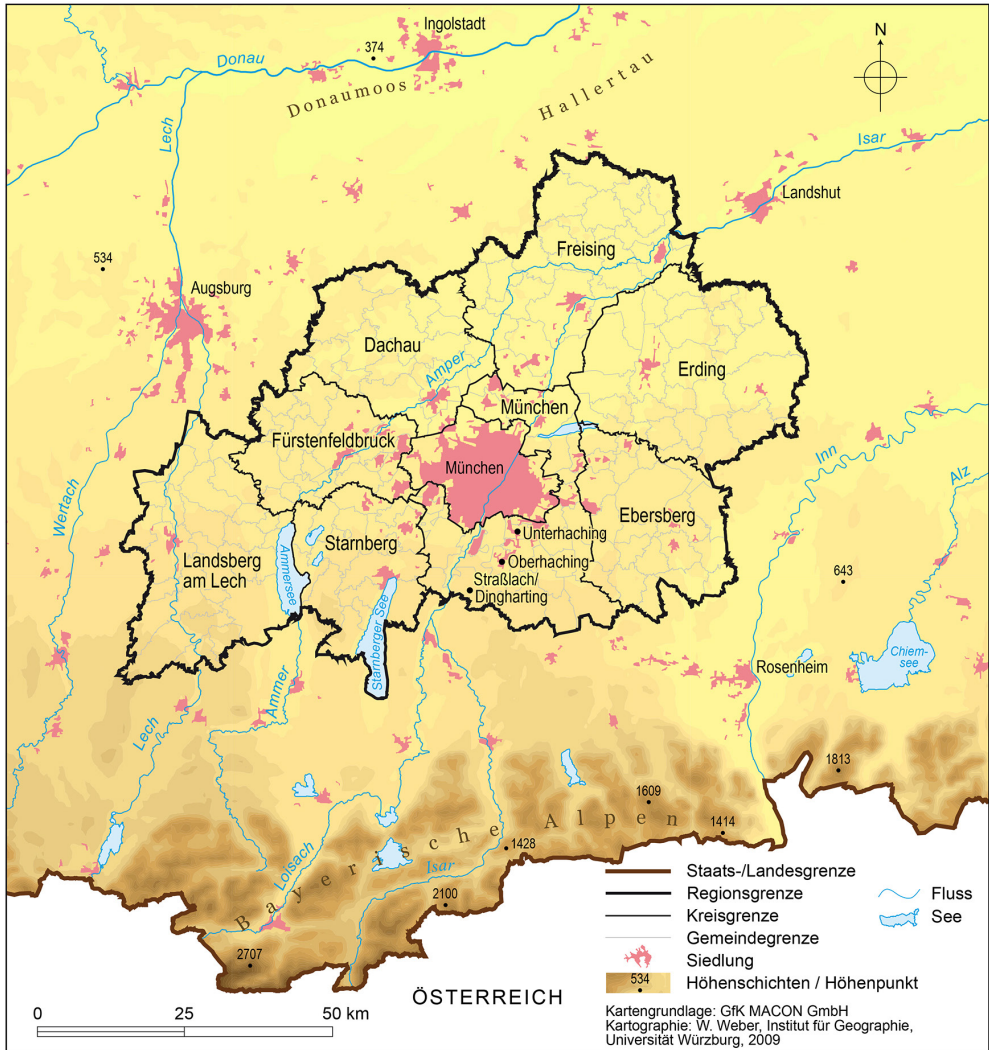 Ingolstadt
374
Donau
N
Donaumoos
Hallertau
Lech
Isar
Landshut
Freising
534
Augsburg
Dachau
Amper
Erding
München
Fürstenfeldbruck
München
Inn
Alz
Wertach
Ebersberg
Unterhaching
Starnberg
Landsberg
am Lech
Ammersee
Oberhaching
Straßlach/
Dingharting
643
Starnberger See
Chiem-
see
Rosenheim
Ammer
Lech
1813
1609
1414
Bayerische Alpen
1428
Loisach
Isar
2100
2707
ÖSTERREICH
0 25 50 km
Staats-/Landesgrenze
Regionsgrenze
Kreisgrenze
Gemeindegrenze
Siedlung
534
Höhenschichten / Höhenpunkt
Fluss
See
Kartengrundlage: GfK MACON GmbH
Kartographie: W. Weber, Institut für Geographie,
Universität Würzburg, 2009